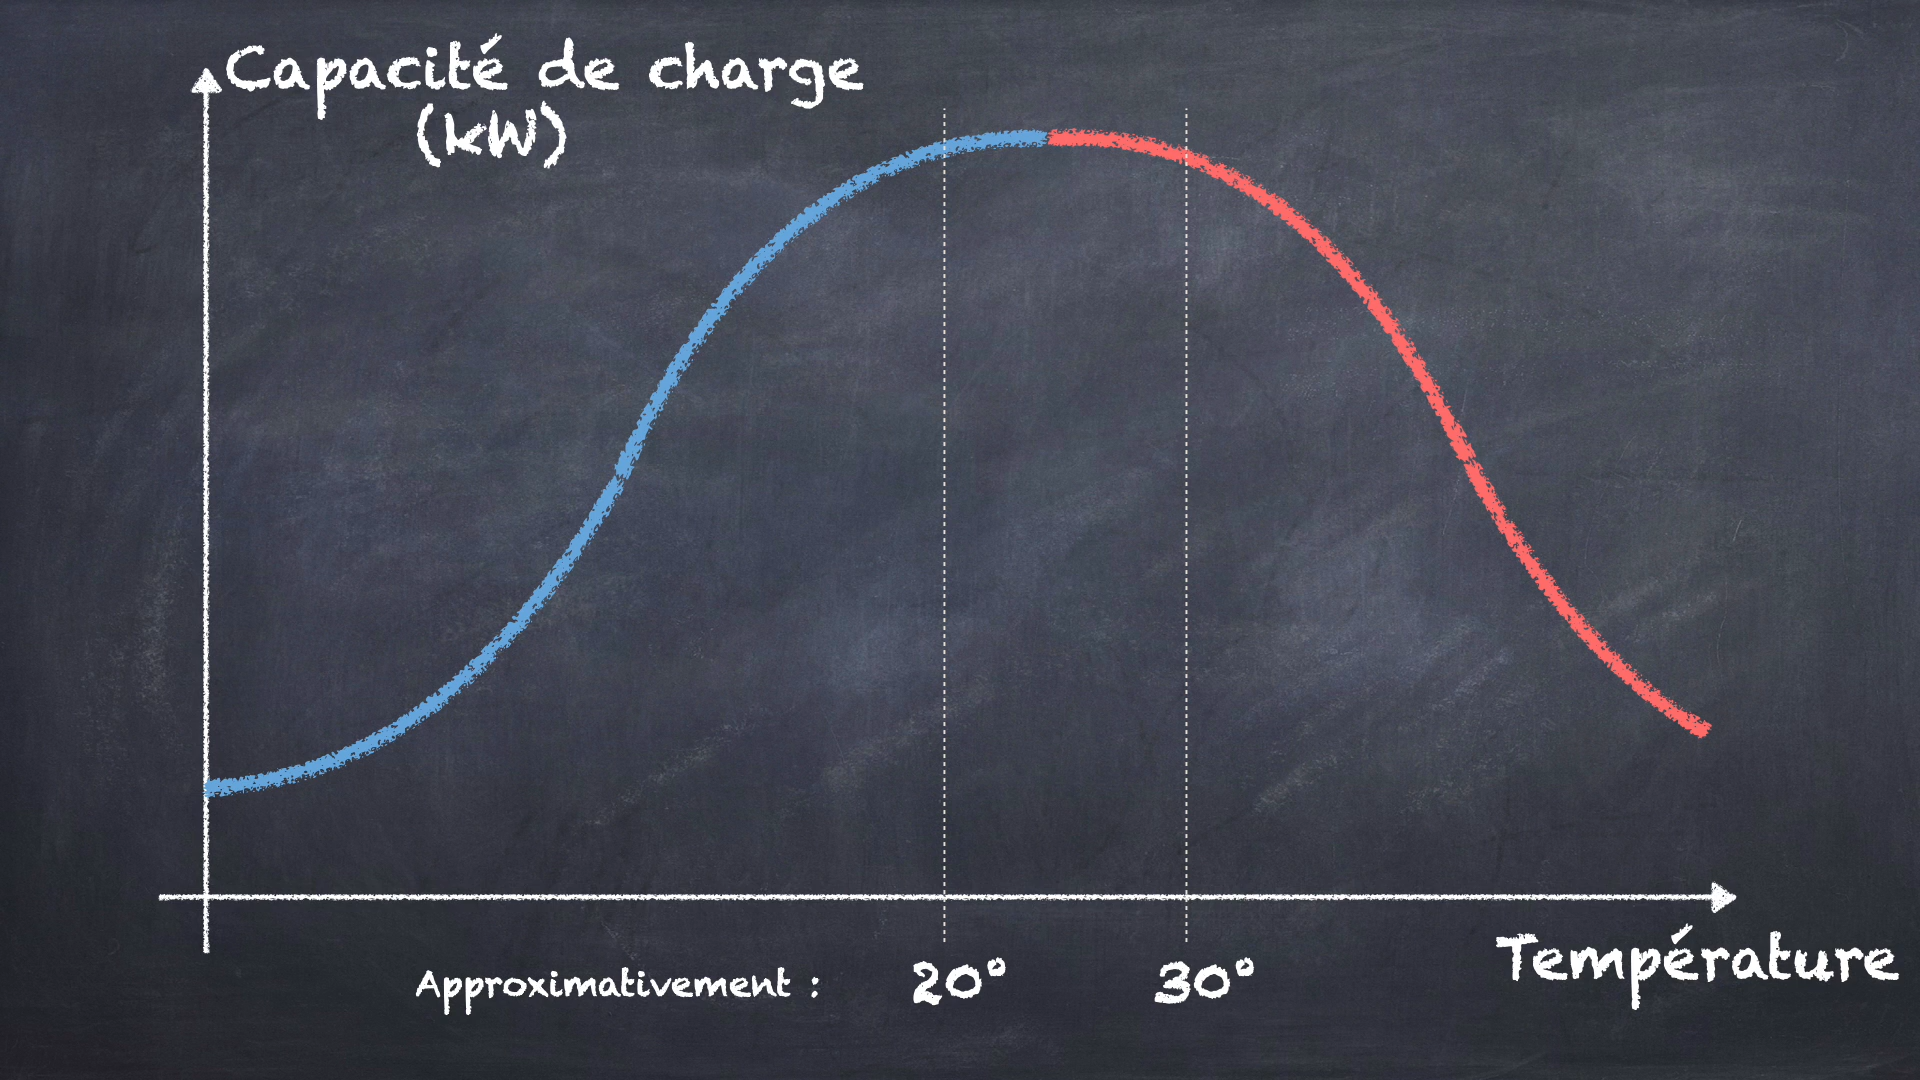 Capacité de charge
(kW)
Approximativement : 20° 30°
Température